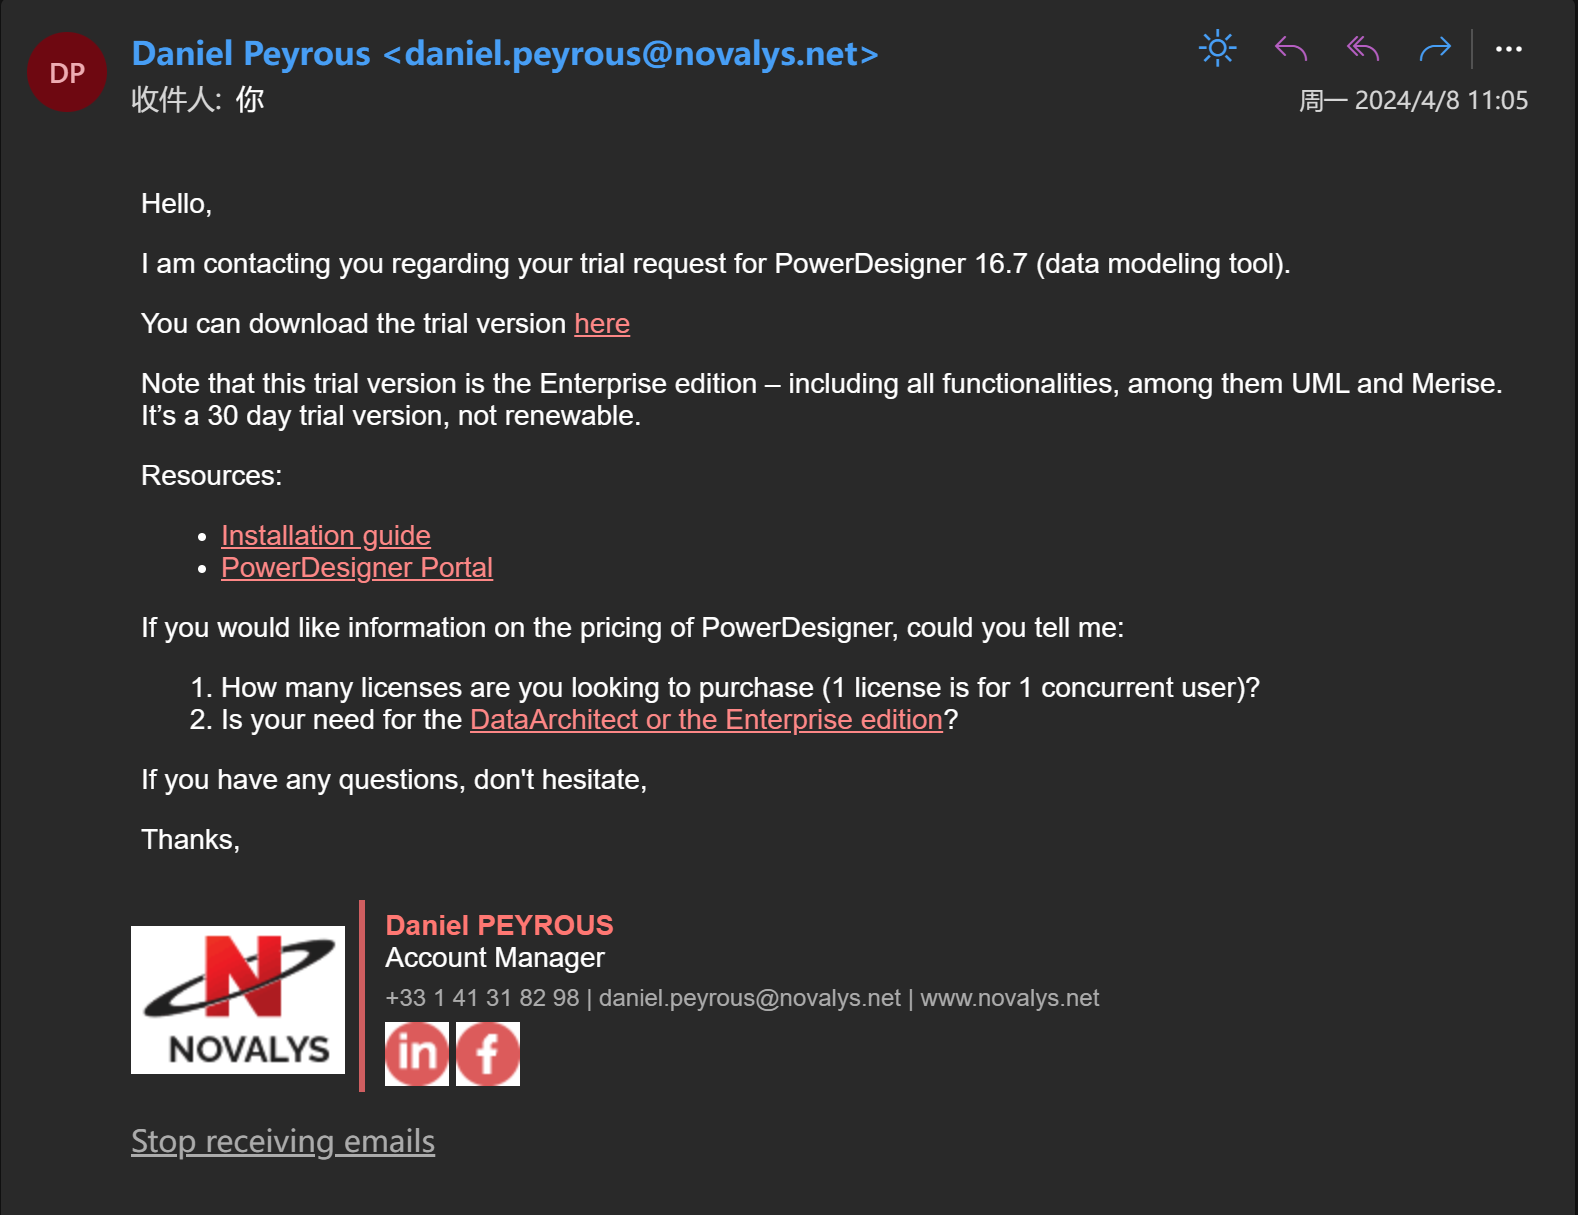 DP
Daniel Peyrous <daniel.peyrous@novalys.net>
收件人: 你
周一 2024/4/8 11:05
Hello,
I am contacting you regarding your trial request for PowerDesigner 16.7 (data modeling tool).
You can download the trial version here
Note that this trial version is the Enterprise edition – including all functionalities, among them UML and Merise.
It’s a 30 day trial version, not renewable.
Resources:
• Installation guide
• PowerDesigner Portal
If you would like information on the pricing of PowerDesigner, could you tell me:
1. How many licenses are you looking to purchase (1 license is for 1 concurrent user)?
2. Is your need for the DataArchitect or the Enterprise edition?
If you have any questions, don't hesitate,
Thanks,
N
NOVALYS
Daniel PEYROUS
Account Manager
+33 1 41 31 82 98 | daniel.peyrous@novalys.net | www.novalys.net
in f
Stop receiving emails